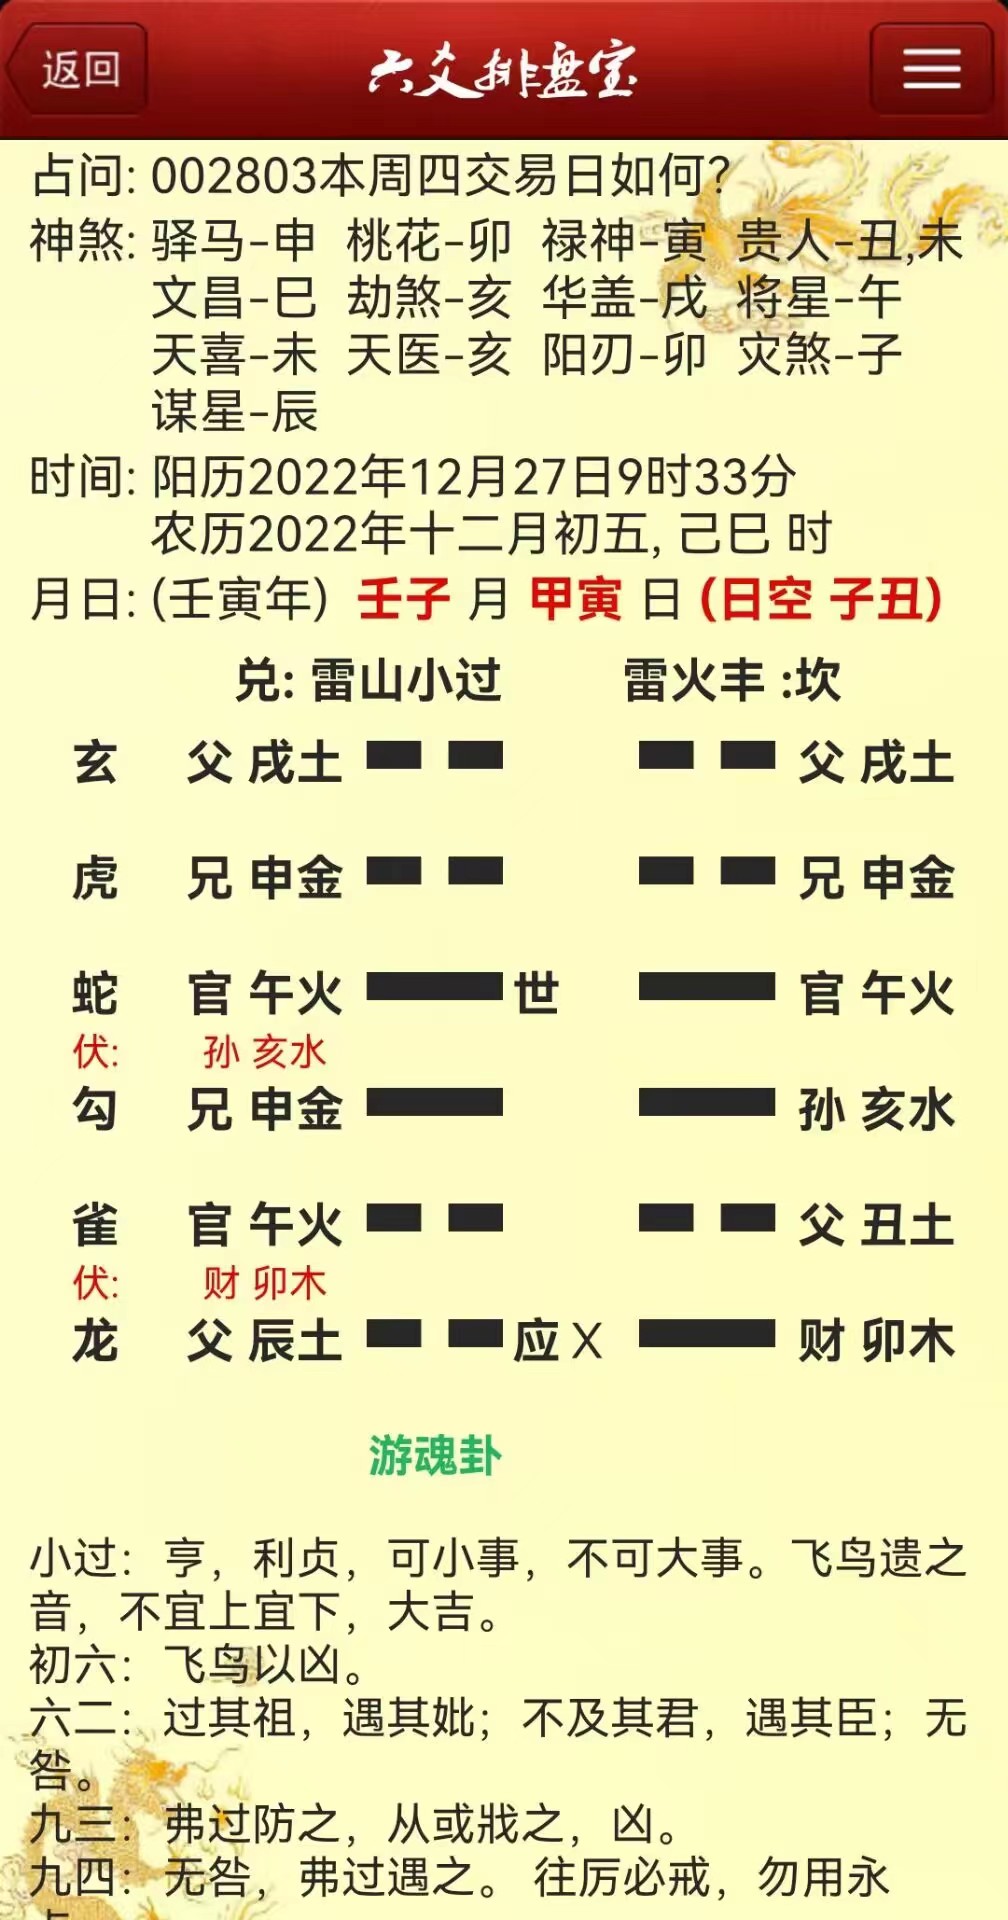 返回
六爻排盘宝
占问: 002803本周四交易日如何?
神煞: 驿马-申 桃花-卯 禄神-寅 贵人-丑,未
文昌-巳 劫煞-亥 华盖-戌 将星-午
天喜-未 天医-亥 阳刃-卯 灾煞-子
谋星-辰
时间: 阳历2022年12月27日9时33分
农历2022年十二月初五, 己巳 时
月日: (壬寅年) 壬子 月 甲寅 日 (日空 子丑)
兑: 雷山小过 雷火丰 :坎
玄 父 戌土 父 戌土
虎 兄 申金 兄 申金
蛇 官 午火 世 官 午火
伏: 孙 亥水
勾 兄 申金 孙 亥水
雀 官 午火 父 丑土
伏: 财 卯木
龙 父 辰土 应 X 财 卯木
游魂卦
小过：亨，利贞，可小事，不可大事。飞鸟遗之
音，不宜上宜下，大吉。
初六：飞鸟以凶。
六二：过其祖，遇其妣；不及其君，遇其臣；无
咎。
九三：弗过防之，从或戕之，凶。
九四：无咎，弗过遇之。往厉必戒，勿用永